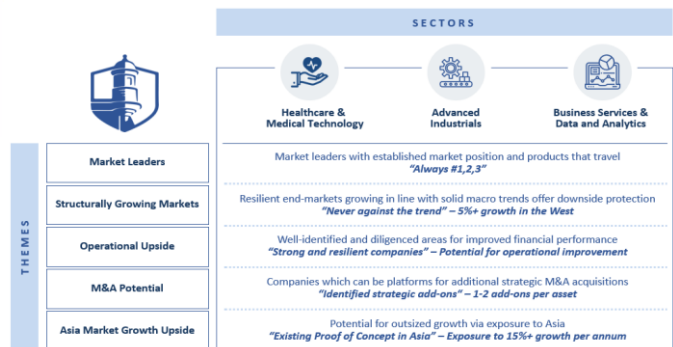 SECTORS
Healthcare &
Medical Technology
Advanced
Industrials
Business Services &
Data and Analytics
THEMES
Market Leaders
Market leaders with established market position and products that travel
“Always #1,2,3”
Structurally Growing Markets
Resilient end-markets growing in line with solid macro trends offer downside protection
“Never against the trend” – 5%+ growth in the West
Operational Upside
Well-identified and diligenced areas for improved financial performance
“Strong and resilient companies” – Potential for operational improvement
M&A Potential
Companies which can be platforms for additional strategic M&A acquisitions
“Identified strategic add-ons” – 1-2 add-ons per asset
Asia Market Growth Upside
Potential for outsized growth via exposure to Asia
“Existing Proof of Concept in Asia” – Exposure to 15%+ growth per annum